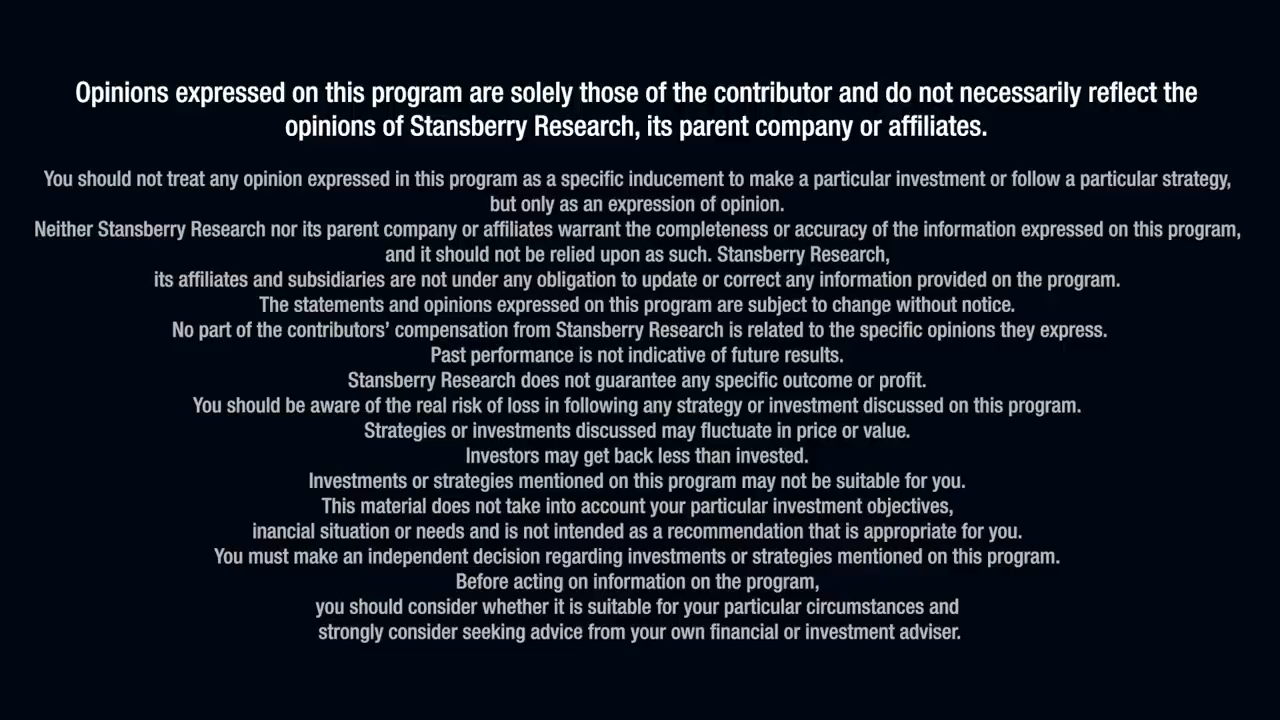 Opinions expressed on this program are solely those of the contributor and do not necessarily reflect the
opinions of Stansberry Research, its parent company or affiliates.
You should not treat any opinion expressed in this program as a specific inducement to make a particular investment or follow a particular strategy,
but only as an expression of opinion.
Neither Stansberry Research nor its parent company or affiliates warrant the completeness or accuracy of the information expressed on this program,
and it should not be relied upon as such. Stansberry Research,
its affiliates and subsidiaries are not under any obligation to update or correct any information provided on the program.
The statements and opinions expressed on this program are subject to change without notice.
No part of the contributors’ compensation from Stansberry Research is related to the specific opinions they express.
Past performance is not indicative of future results.
Stansberry Research does not guarantee any specific outcome or profit.
You should be aware of the real risk of loss in following any strategy or investment discussed on this program.
Strategies or investments discussed may fluctuate in price or value.
Investors may get back less than invested.
Investments or strategies mentioned on this program may not be suitable for you.
This material does not take into account your particular investment objectives,
inancial situation or needs and is not intended as a recommendation that is appropriate for you.
You must make an independent decision regarding investments or strategies mentioned on this program.
Before acting on information on the program,
you should consider whether it is suitable for your particular circumstances and
strongly consider seeking advice from your own financial or investment adviser.